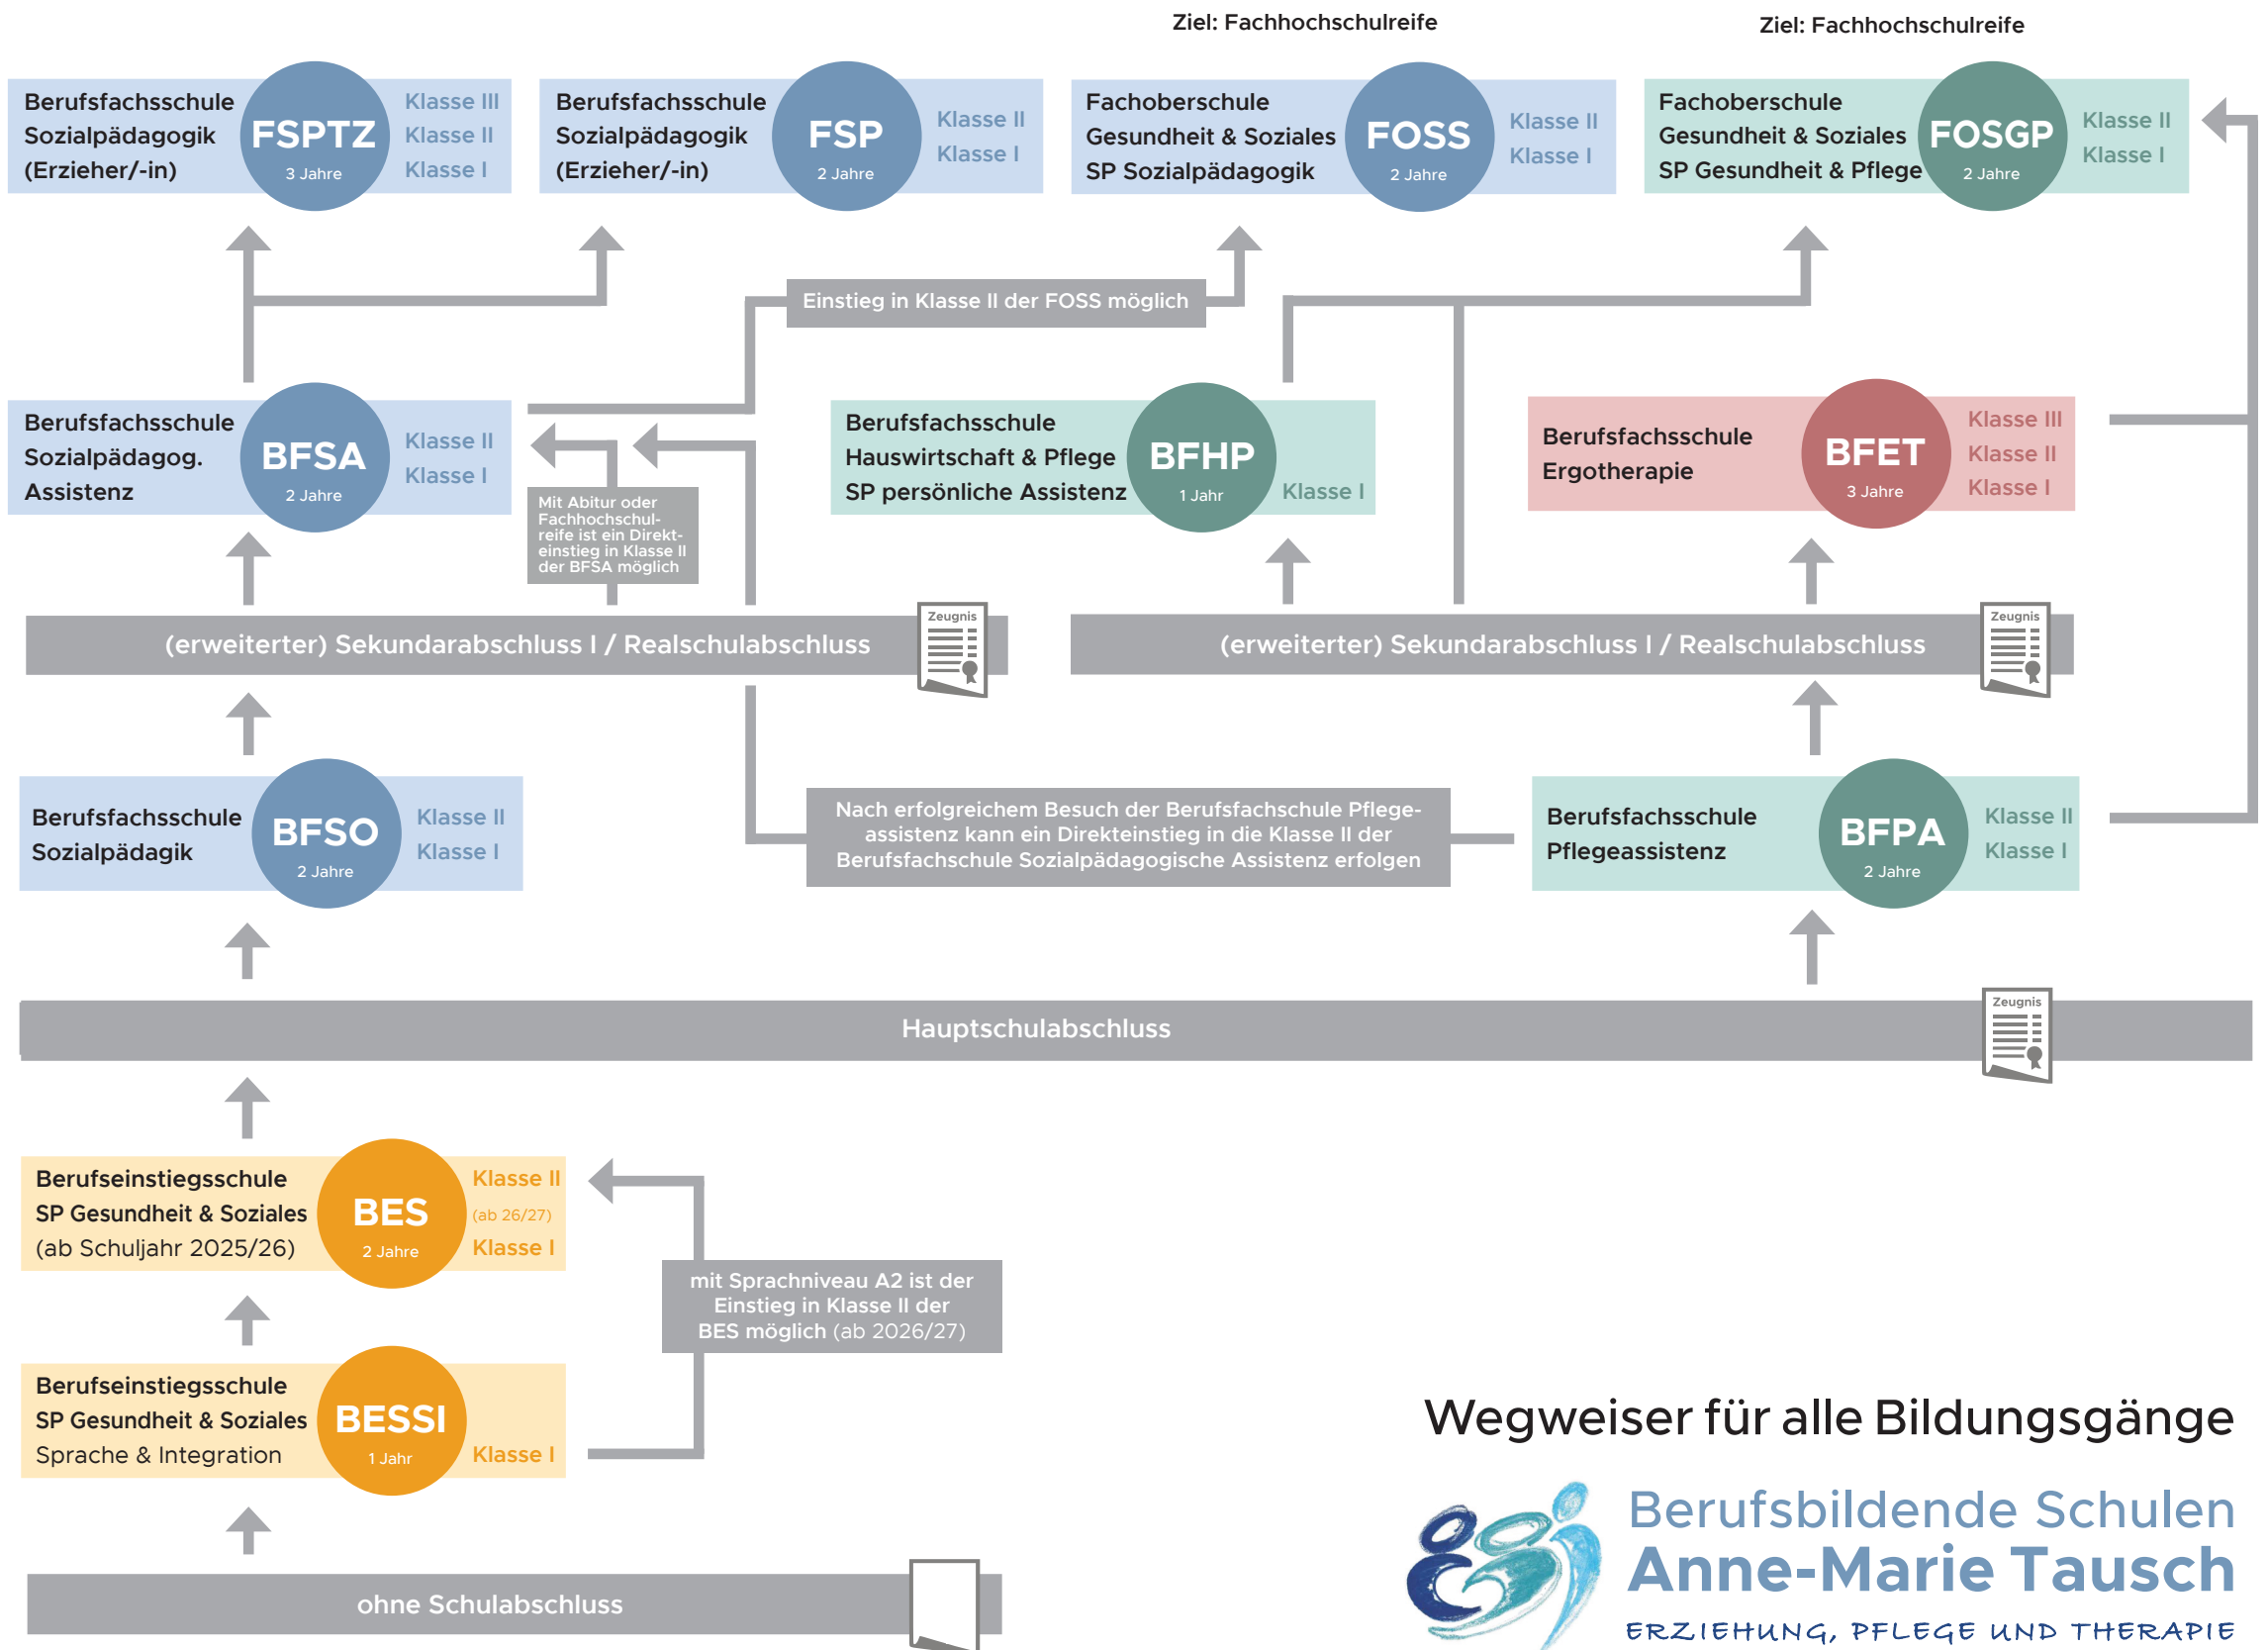 Ziel: Fachhochschulreife
Ziel: Fachhochschulreife
Berufsfachsschule
Sozialpädagogik
(Erzieher/-in)
FSPTZ
3 Jahre
Klasse III
Klasse II
Klasse I
Berufsfachsschule
Sozialpädagogik
(Erzieher/-in)
FSP
2 Jahre
Klasse II
Klasse I
Fachoberschule
Gesundheit & Soziales
SP Sozialpädagogik
FOSS
2 Jahre
Klasse II
Klasse I
Fachoberschule
Gesundheit & Soziales
SP Gesundheit & Pflege
FOSGP
2 Jahre
Klasse II
Klasse I
Einstieg in Klasse II der FOSS möglich
Berufsfachsschule
Sozialpädagog.
Assistenz
BFSA
2 Jahre
Klasse II
Klasse I
Mit Abitur oder
Fachhochschul-
reife ist ein Direkt-
einstieg in Klasse II
der BFSA möglich
Berufsfachsschule
Hauswirtschaft & Pflege
SP persönliche Assistenz
BFHP
1 Jahr
Klasse I
Berufsfachsschule
Ergotherapie
BFET
3 Jahre
Klasse III
Klasse II
Klasse I
(erweiterter) Sekundarabschluss I / Realschulabschluss
Zeugnis
(erweiterter) Sekundarabschluss I / Realschulabschluss
Zeugnis
Berufsfachsschule
Sozialpädagik
BFSO
2 Jahre
Klasse II
Klasse I
Nach erfolgreichem Besuch der Berufsfachschule Pflege-
assistenz kann ein Direkteinstieg in die Klasse II der
Berufsfachschule Sozialpädagogische Assistenz erfolgen
Berufsfachsschule
Pflegeassistenz
BFPA
2 Jahre
Klasse II
Klasse I
Hauptschulabschluss
Zeugnis
Berufseinstiegsschule
SP Gesundheit & Soziales
(ab Schuljahr 2025/26)
BES
2 Jahre
Klasse II
(ab 26/27)
Klasse I
mit Sprachniveau A2 ist der
Einstieg in Klasse II der
BES möglich (ab 2026/27)
Berufseinstiegsschule
SP Gesundheit & Soziales
Sprache & Integration
BESSI
1 Jahr
Klasse I
ohne Schulabschluss
Wegweiser für alle Bildungsgänge
Berufsbildende Schulen
Anne-Marie Tausch
ERZIEHUNG, PFLEGE UND THERAPIE